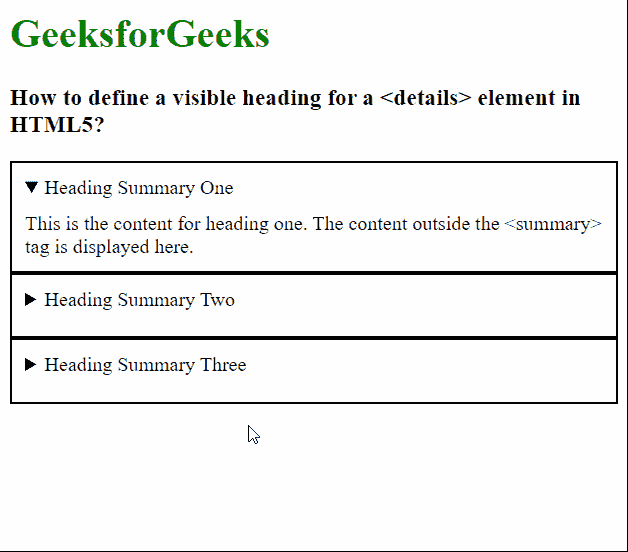 GeeksforGeeks
How to define a visible heading for a <details> element in
HTML5?
Heading Summary One
This is the content for heading one. The content outside the <summary>
tag is displayed here.
Heading Summary Two
Heading Summary Three